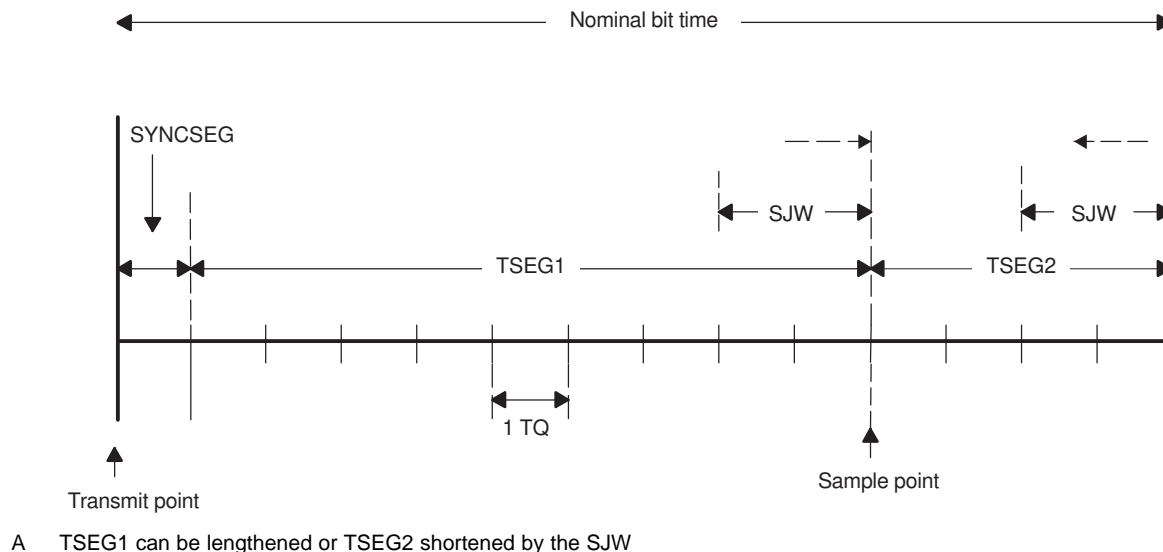 Nominal bit time
SYNCSEG
SJW
SJW
TSEG1
TSEG2
1 TQ
Sample point
Transmit point
A TSEG1 can be lengthened or TSEG2 shortened by the SJW